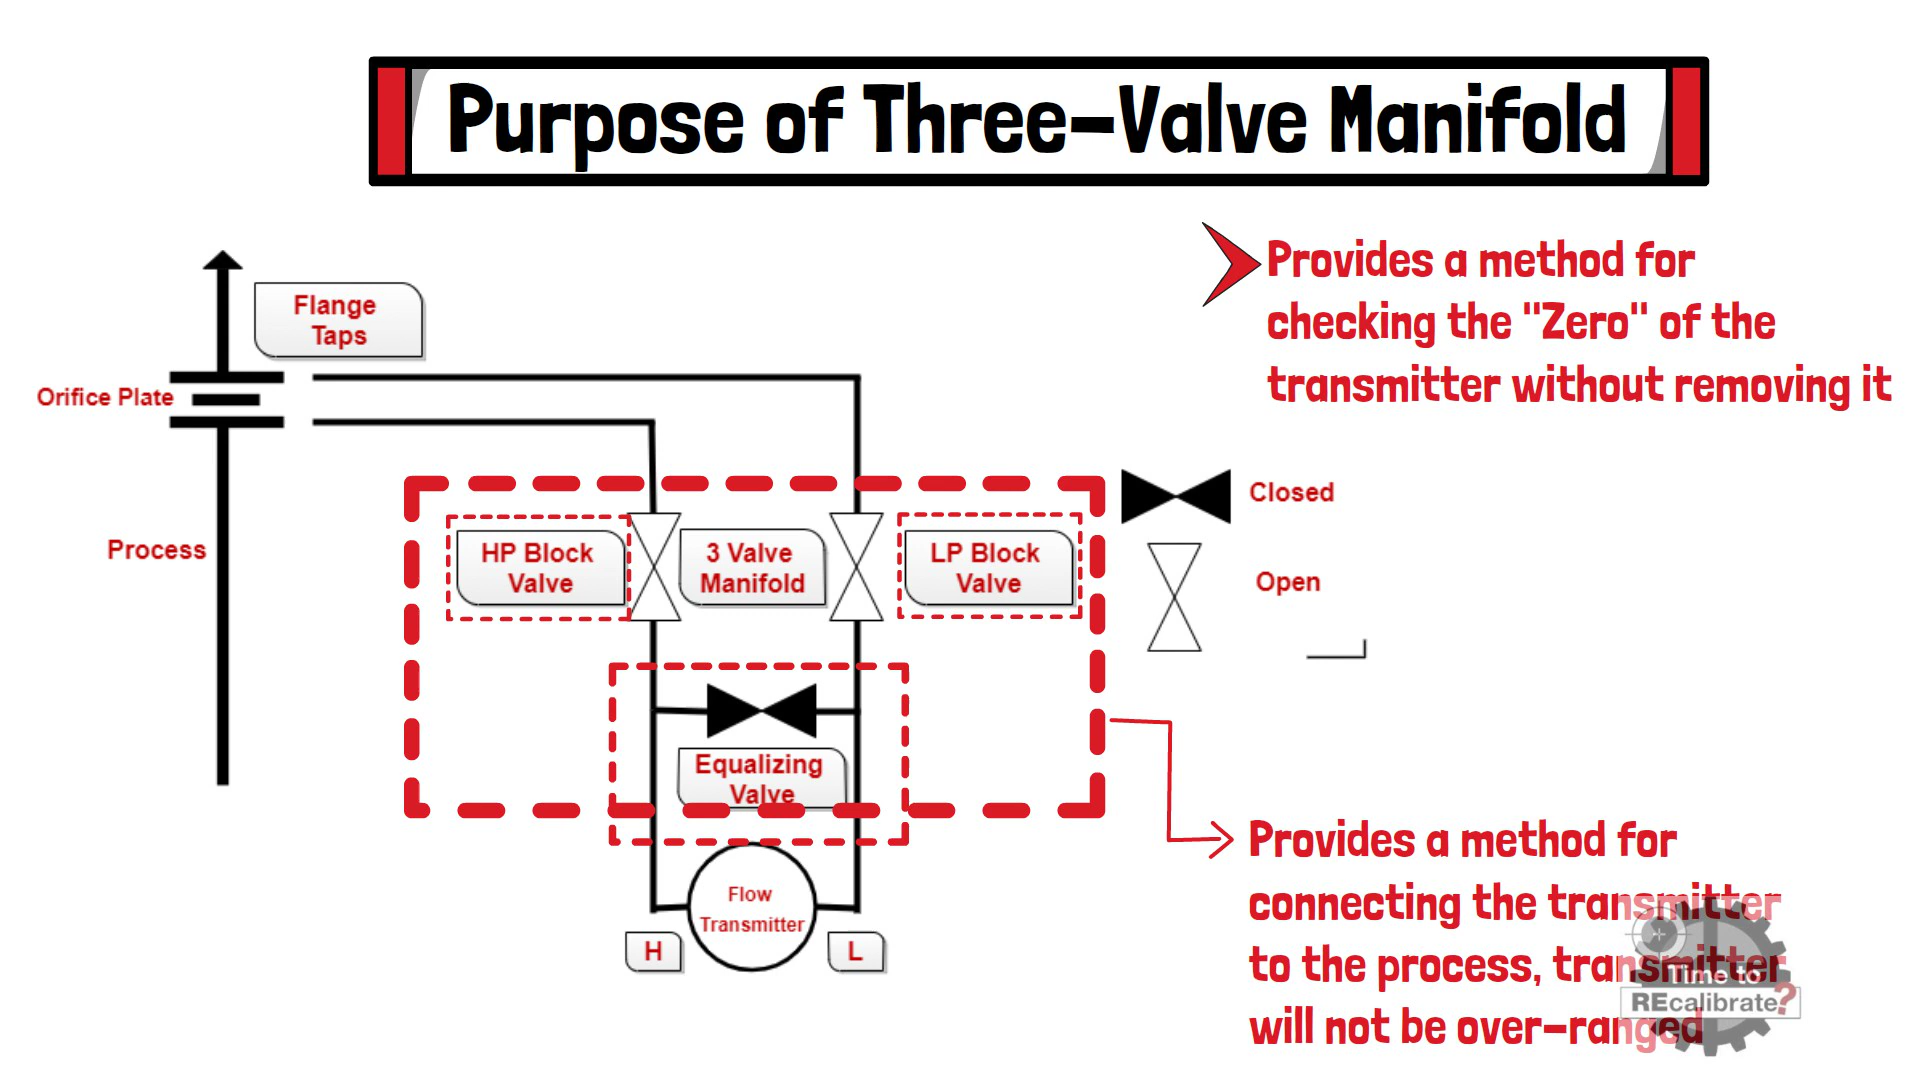 Purpose of Three-Valve Manifold
Provides a method for
checking the "Zero" of the
transmitter without removing it
Flange
Taps
Orifice Plate
Process
HP Block
Valve
3 Valve
Manifold
LP Block
Valve
Closed
Open
Equalizing
Valve
Flow
Transmitter
H
L
Provides a method for
connecting the transmitter
to the process, transmitter
will not be over-ranged
Time to
REcalibrate?